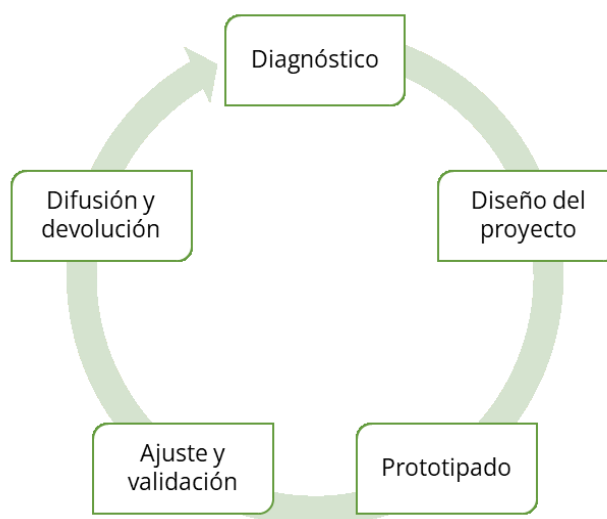 Diagnóstico
Diseño del
proyecto
Prototipado
Ajuste y
validación
Difusión y
devolución